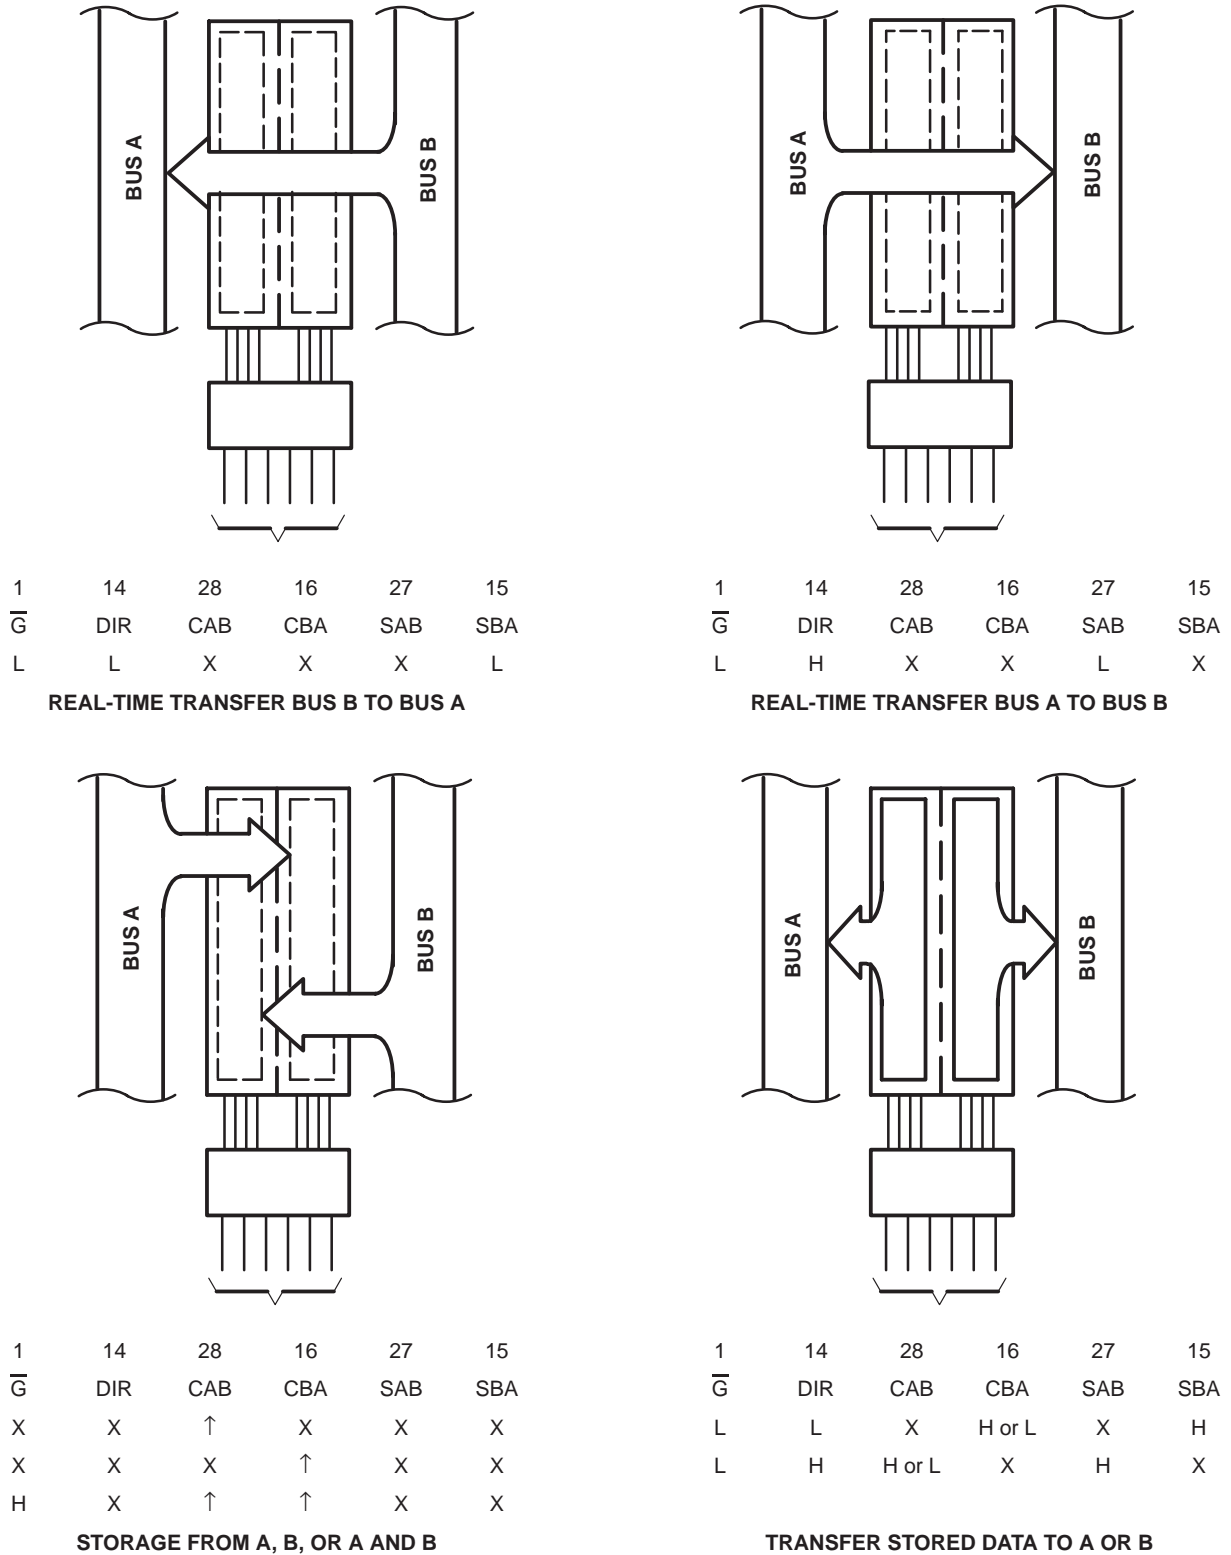 BUS A
BUS B
1 14 28 16 27 15
G̅ DIR CAB CBA SAB SBA
L L X X X L
REAL-TIME TRANSFER BUS B TO BUS A
BUS A
BUS B
1 14 28 16 27 15
G̅ DIR CAB CBA SAB SBA
L H X X L X
REAL-TIME TRANSFER BUS A TO BUS B
BUS A
BUS B
1 14 28 16 27 15
G̅ DIR CAB CBA SAB SBA
X X ↑ X X X
X X X ↑ X X
H X ↑ ↑ X X
STORAGE FROM A, B, OR A AND B
BUS A
BUS B
1 14 28 16 27 15
G̅ DIR CAB CBA SAB SBA
L L X H or L X H
L H H or L X H X
TRANSFER STORED DATA TO A OR B